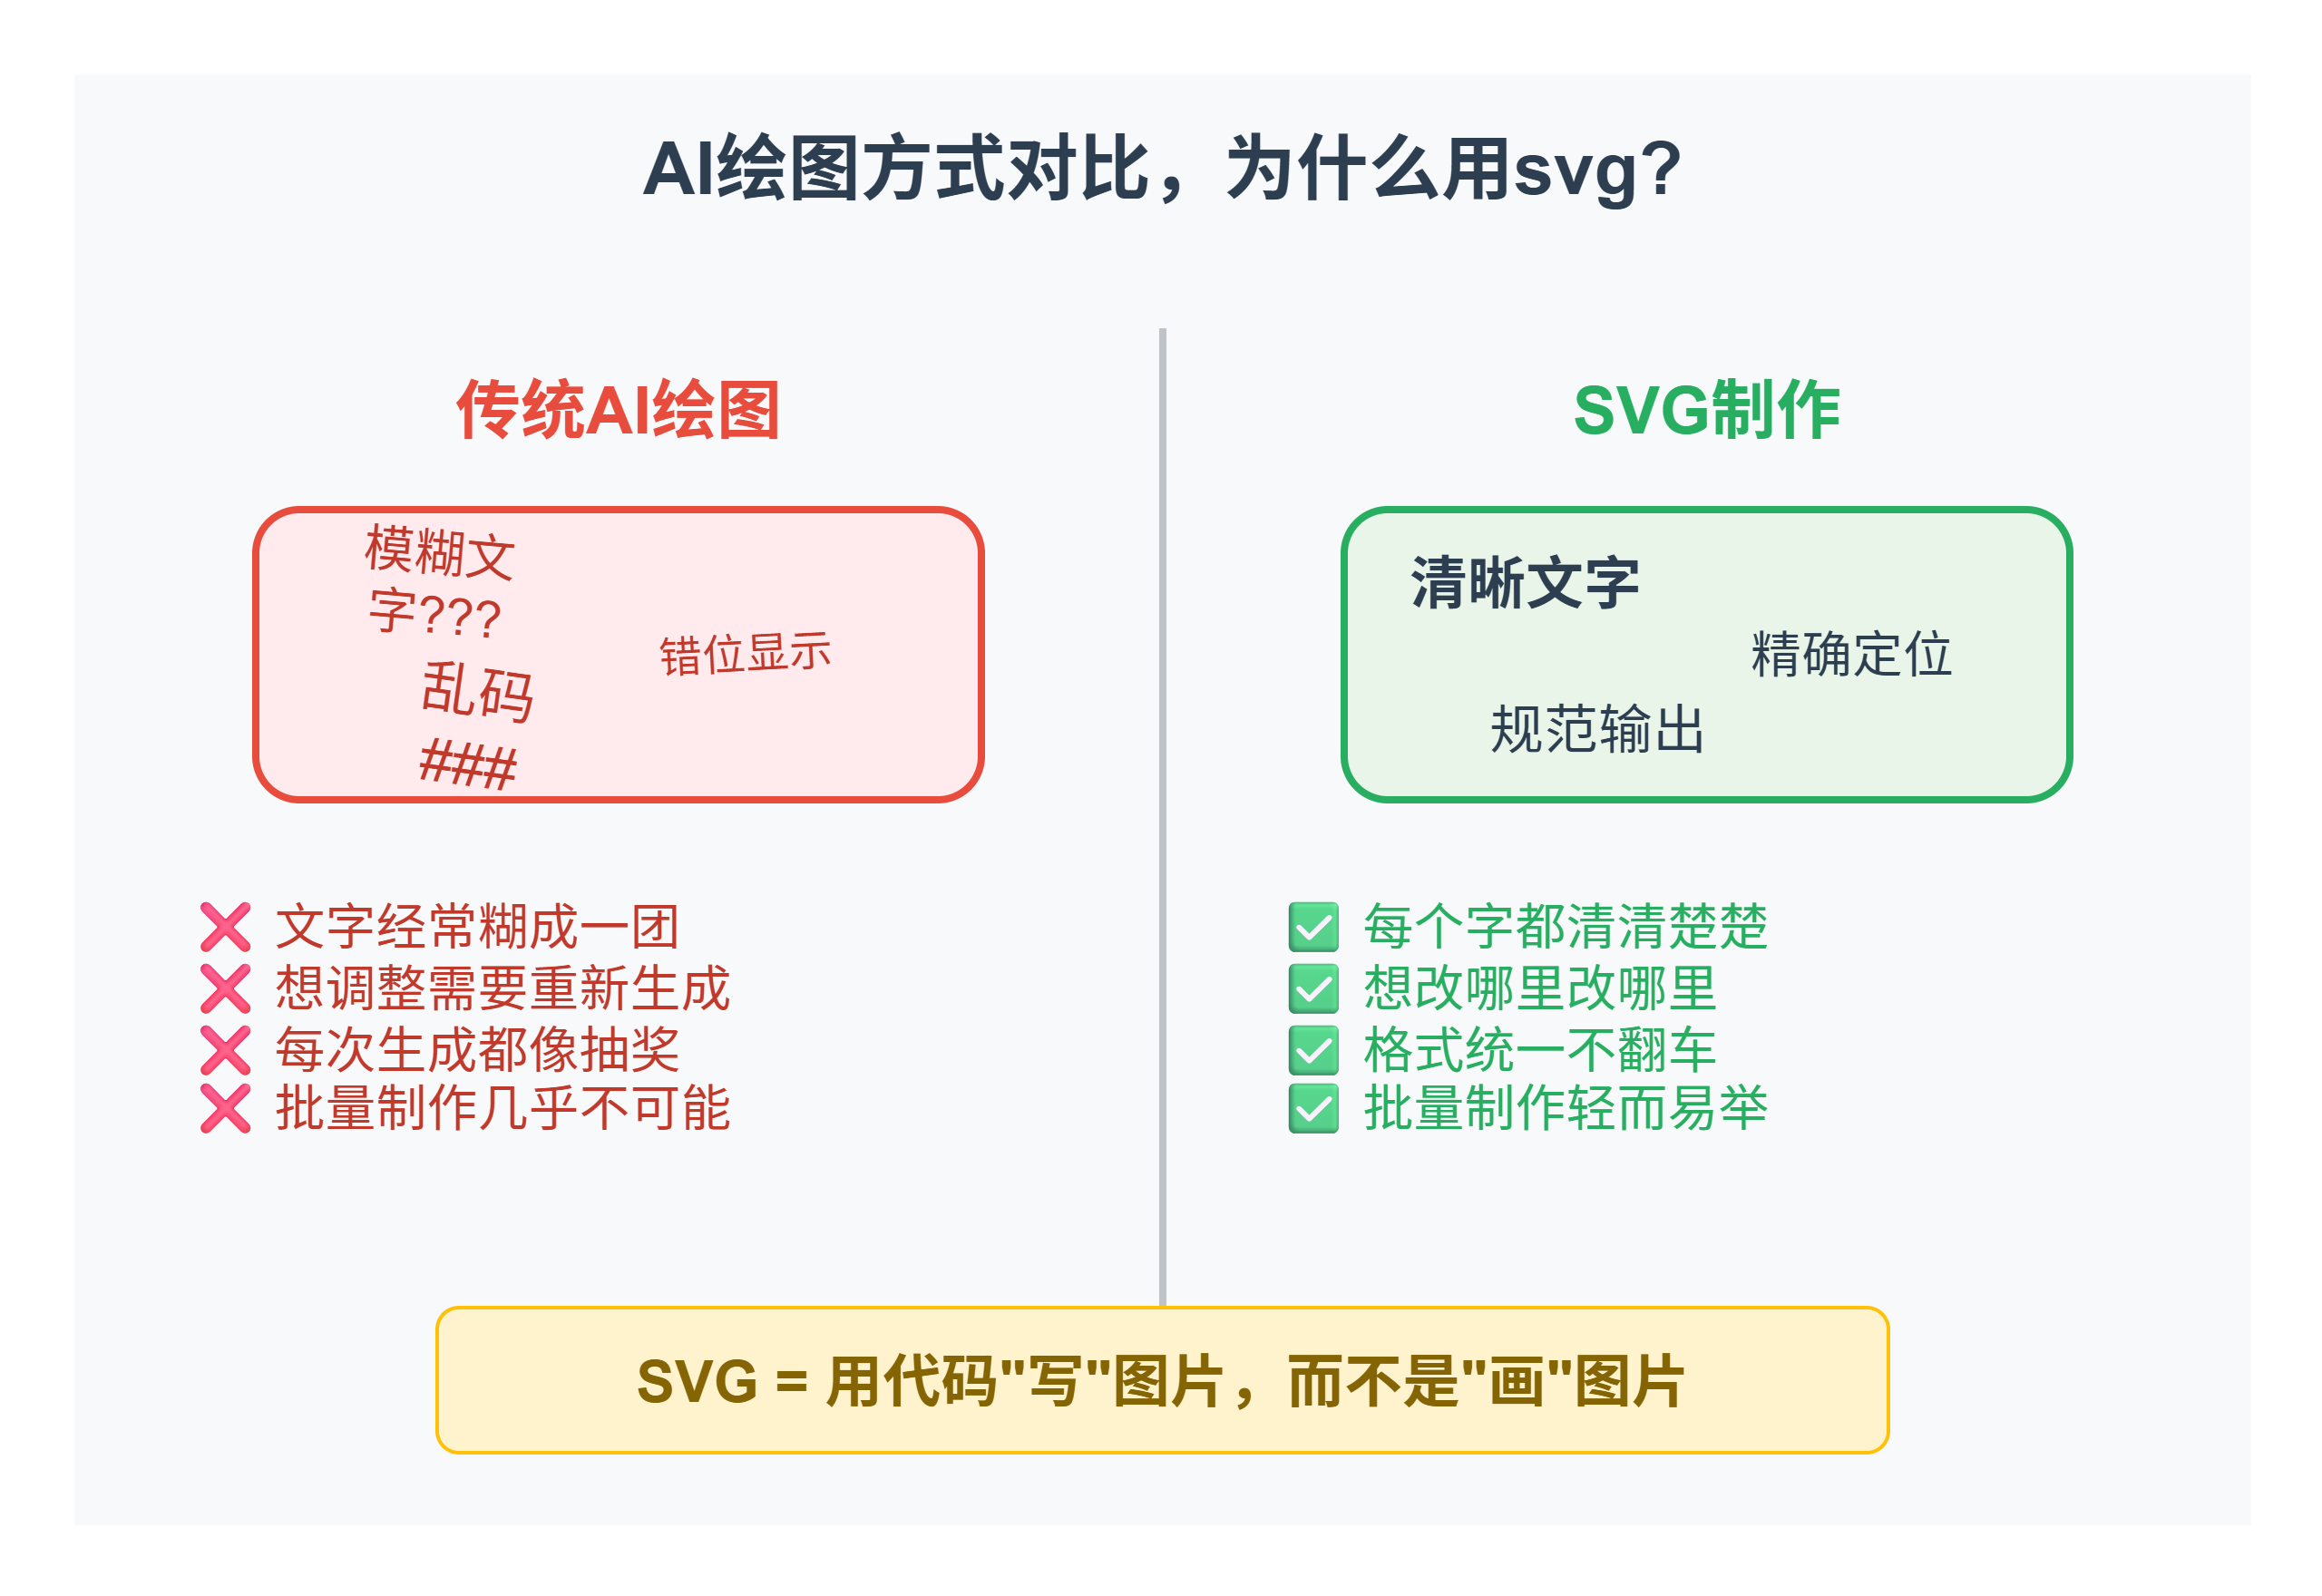 AI绘图方式对比，为什么用svg?
传统AI绘图
模糊文
字???
错位显示
乱码
###
❌ 文字经常糊成一团
❌ 想调整需要重新生成
❌ 每次生成都像抽奖
❌ 批量制作几乎不可能
SVG制作
清晰文字
精确定位
规范输出
✅ 每个字都清清楚楚
✅ 想改哪里改哪里
✅ 格式统一不翻车
✅ 批量制作轻而易举
SVG = 用代码"写"图片，而不是"画"图片